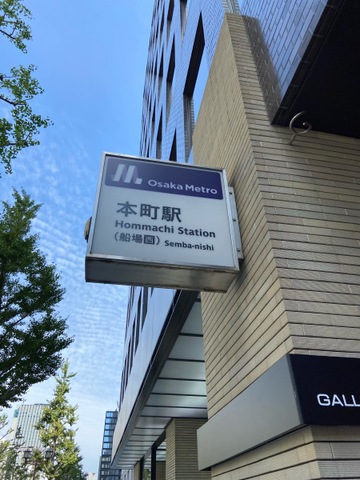 Osaka Metro
本町駅
Hommachi Station
(船場西) Semba-nishi
GALL